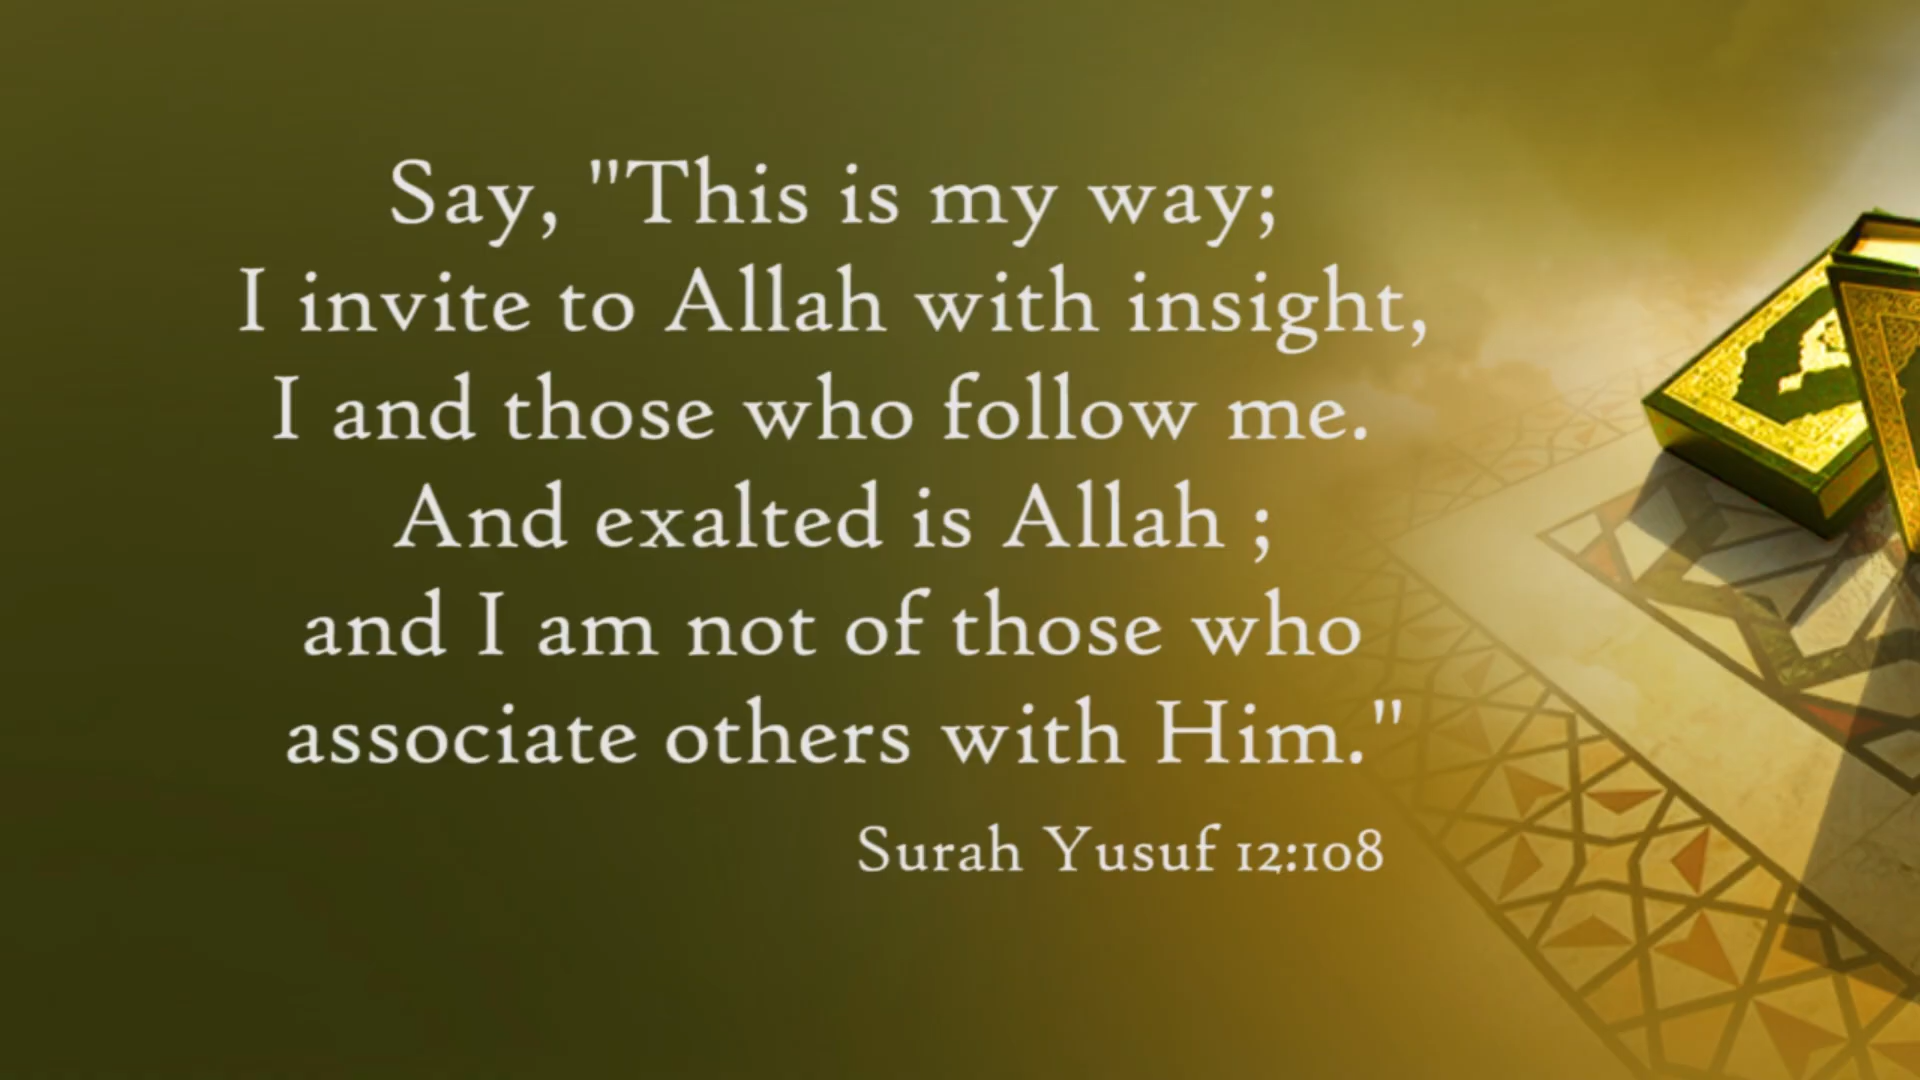 Say, "This is my way;
I invite to Allah with insight,
I and those who follow me.
And exalted is Allah ;
and I am not of those who
associate others with Him."
Surah Yusuf 12:108